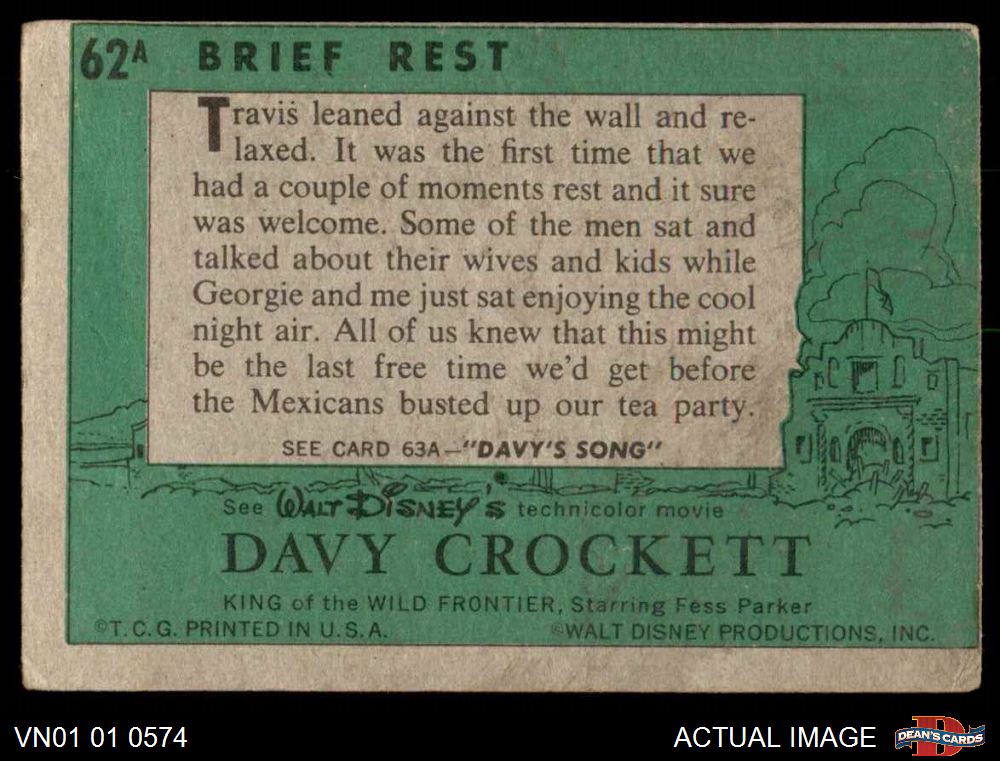 62A BRIEF REST
Travis leaned against the wall and re-
laxed. It was the first time that we
had a couple of moments rest and it sure
was welcome. Some of the men sat and
talked about their wives and kids while
Georgie and me just sat enjoying the cool
night air. All of us knew that this might
be the last free time we'd get before
the Mexicans busted up our tea party.
SEE CARD 63A—"DAVY'S SONG"
See WALT DISNEY'S technicolor movie
DAVY CROCKETT
KING of the WILD FRONTIER, Starring Fess Parker
©T.C.G. PRINTED IN U.S.A. ©WALT DISNEY PRODUCTIONS, INC.
VN01 01 0574 ACTUAL IMAGE DEAN'S CARDS